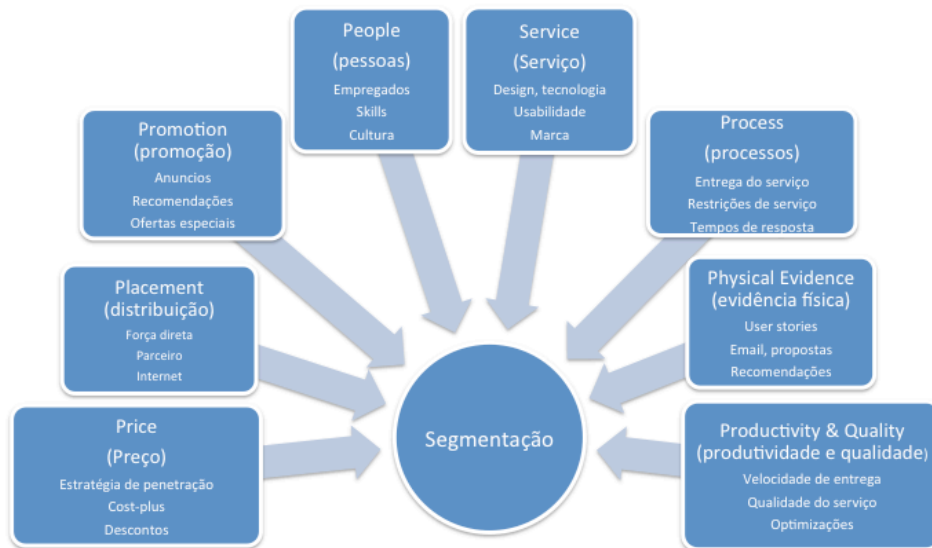 People
(pessoas)
Empregados
Skills
Cultura
Service
(Serviço)
Design, tecnologia
Usabilidade
Marca
Promotion
(promoção)
Anuncios
Recomendações
Ofertas especiais
Process
(processos)
Entrega do serviço
Restrições de serviço
Tempos de resposta
Placement
(distribuição)
Força direta
Parceiro
Internet
Physical Evidence
(evidência física)
User stories
Email, propostas
Recomendações
Price
(Preço)
Estratégia de penetração
Cost-plus
Descontos
Segmentação
Productivity & Quality
(produtividade e qualidade)
Velocidade de entrega
Qualidade do serviço
Optimizações